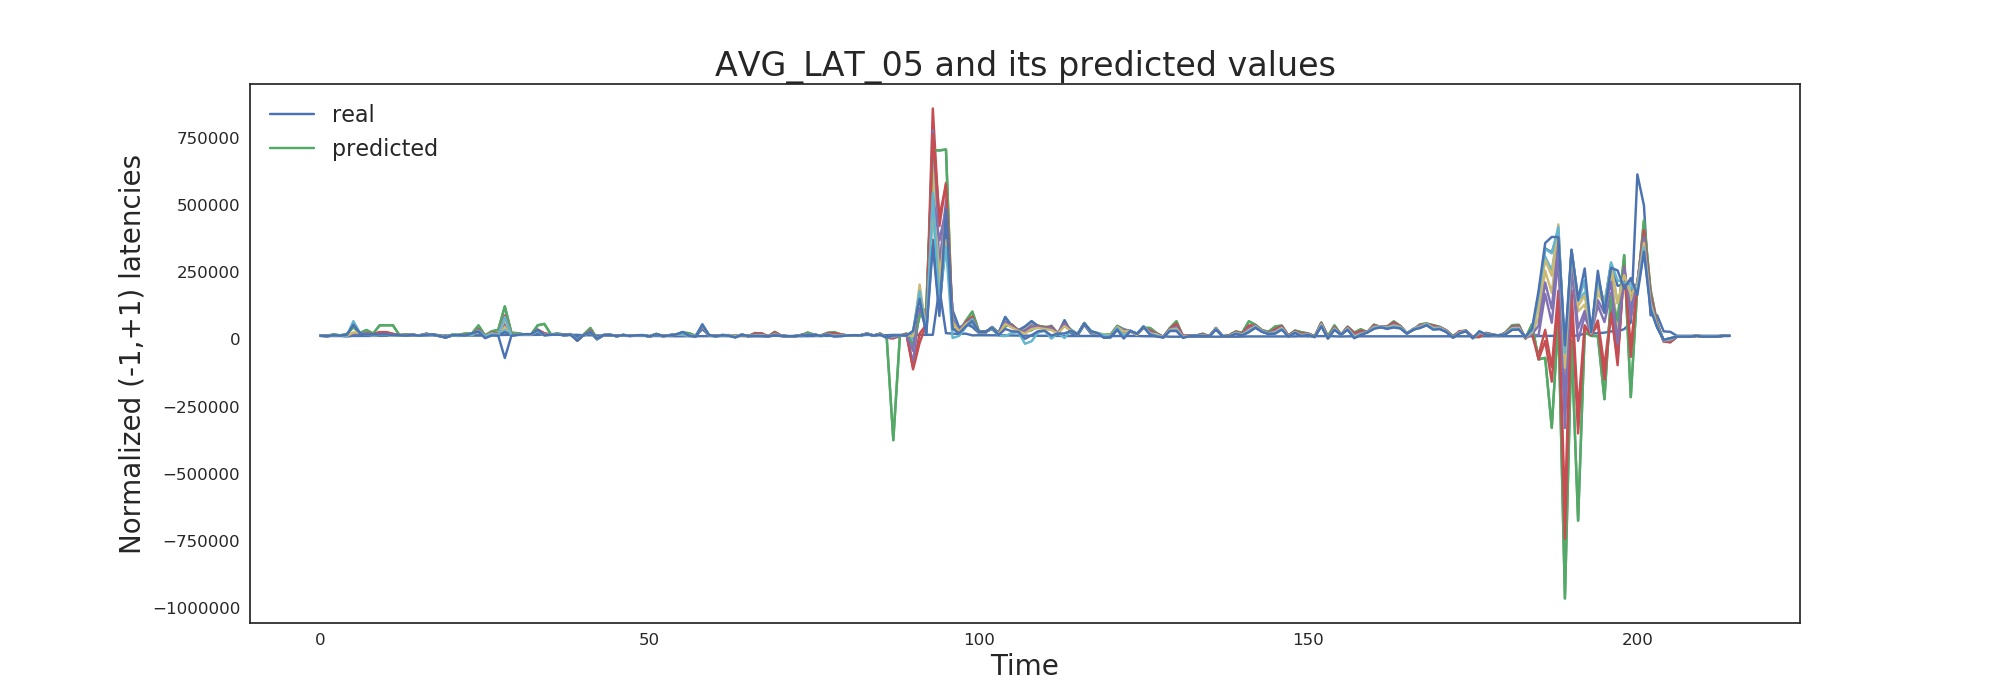 AVG_LAT_05 and its predicted values
real
predicted
Normalized (-1,+1) latencies
750000
500000
250000
0
−250000
−500000
−750000
−1000000
0 50 100 150 200
Time